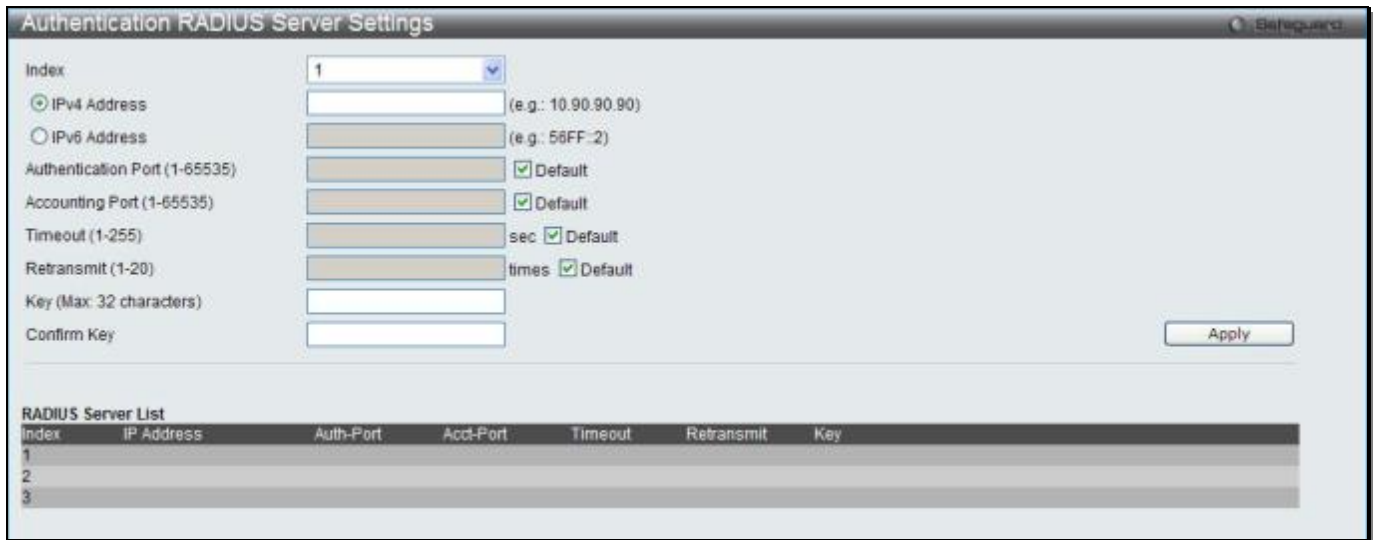 Authentication RADIUS Server Settings
Safeguard
Index 1
IPv4 Address (e.g.: 10.90.90.90)
IPv6 Address (e.g.: 56FF::2)
Authentication Port (1-65535) Default
Accounting Port (1-65535) Default
Timeout (1-255) sec Default
Retransmit (1-20) times Default
Key (Max: 32 characters)
Confirm Key Apply
RADIUS Server List
Index IP Address Auth-Port Acct-Port Timeout Retransmit Key
1
2
3